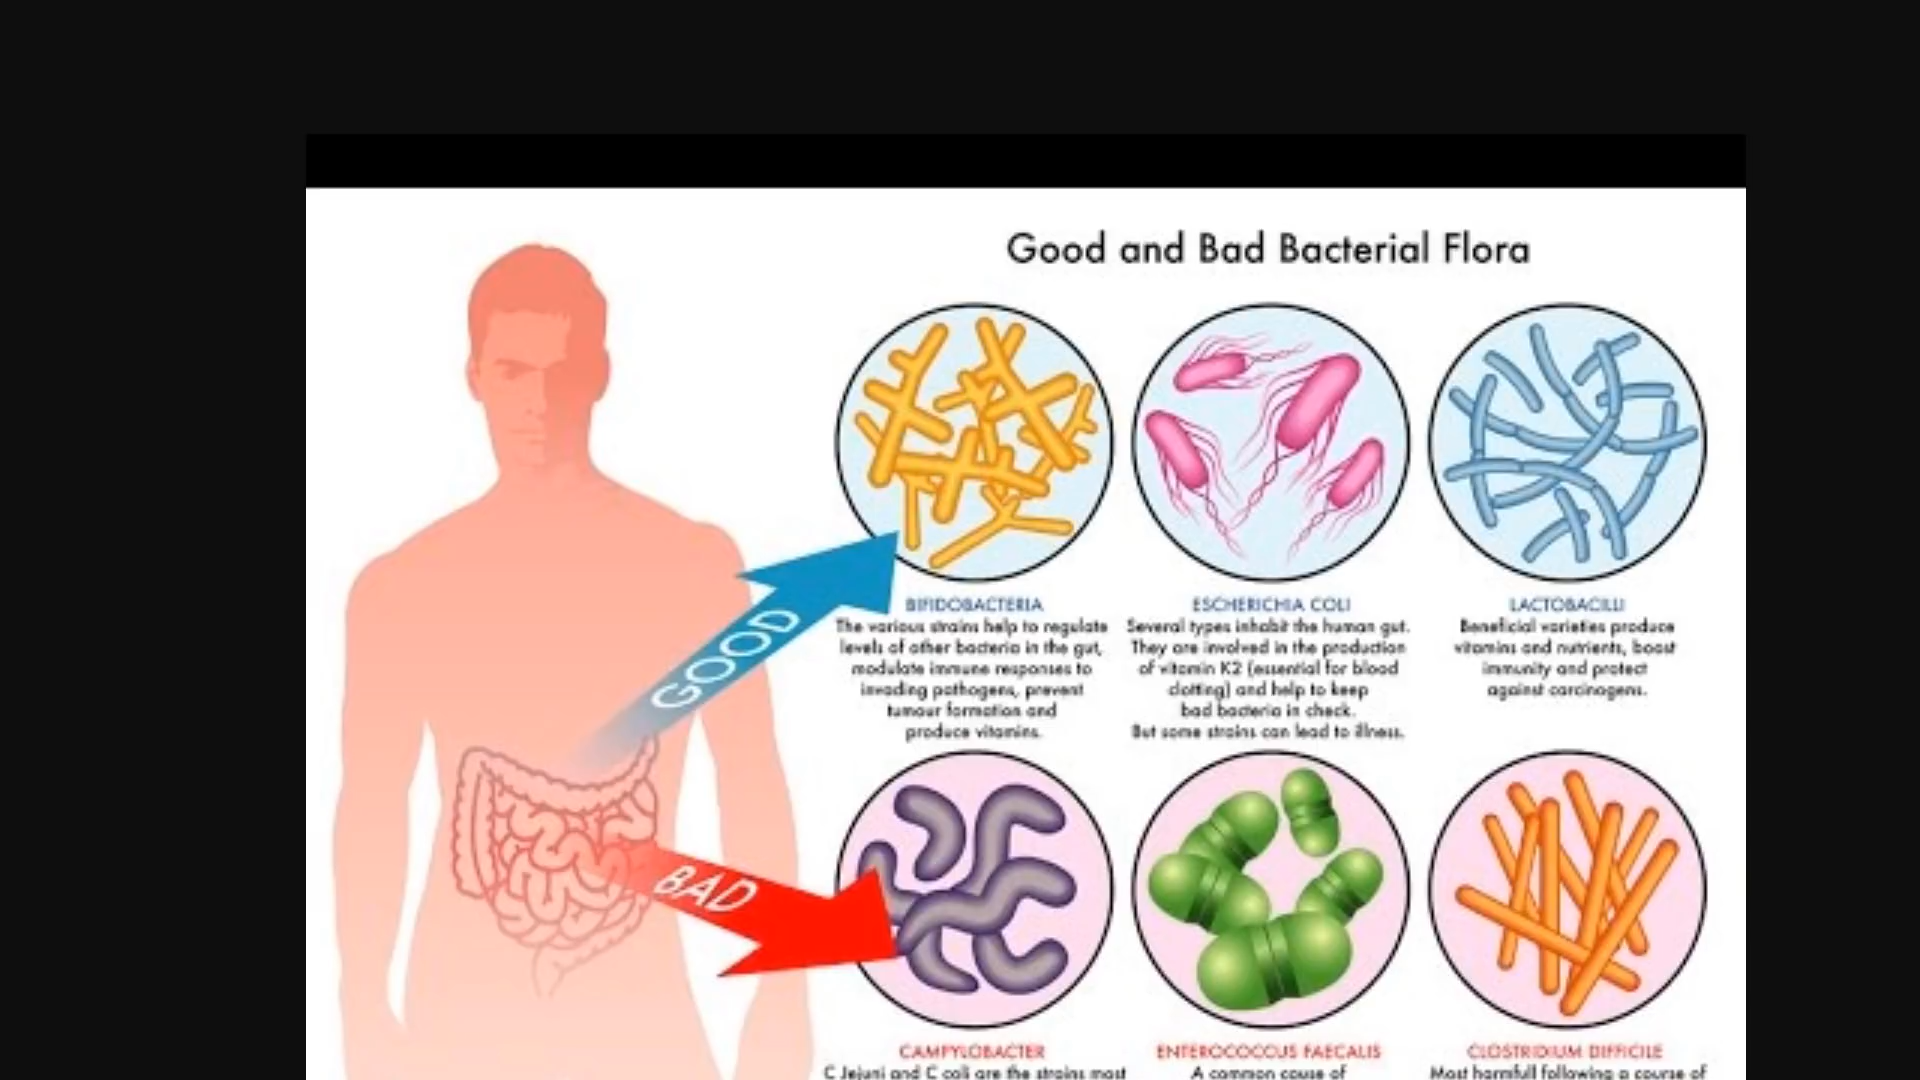 Good and Bad Bacterial Flora
GOOD
BIFIDOBACTERIA
The various strains help to regulate
levels of other bacteria in the gut,
modulate immune responses to
invading pathogens, prevent
tumour formation and
produce vitamins.
ESCHERICHIA COLI
Several types inhabit the human gut.
They are involved in the production
of vitamin K2 (essential for blood
clotting) and help to keep
bad bacteria in check.
But some strains can lead to illness.
LACTOBACILLI
Beneficial varieties produce
vitamins and nutrients, boost
immunity and protect
against carcinogens.
BAD
CAMPYLOBACTER
C Jejuni and C coli are the strains most
ENTEROCOCCUS FAECALIS
A common cause of
CLOSTRIDIUM DIFFICILE
Most harmfull following a course of